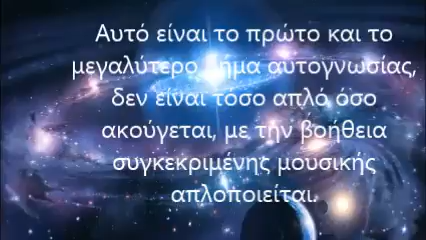 Αυτό είναι το πρώτο και το
μεγαλύτερο βήμα αυτογνωσίας,
δεν είναι τόσο απλό όσο
ακούγεται, με την βοήθεια
συγκεκριμένης μουσικής
απλοποιείται.